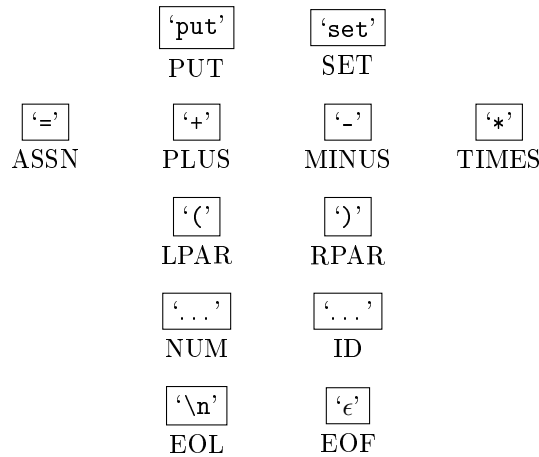 ‘put’ ‘set’
PUT SET
‘=’ ‘+’ ‘-’ ‘*’
ASSN PLUS MINUS TIMES
‘(’ ‘)’
LPAR RPAR
‘...’ ‘...’
NUM ID
‘\n’ ‘ϵ’
EOL EOF